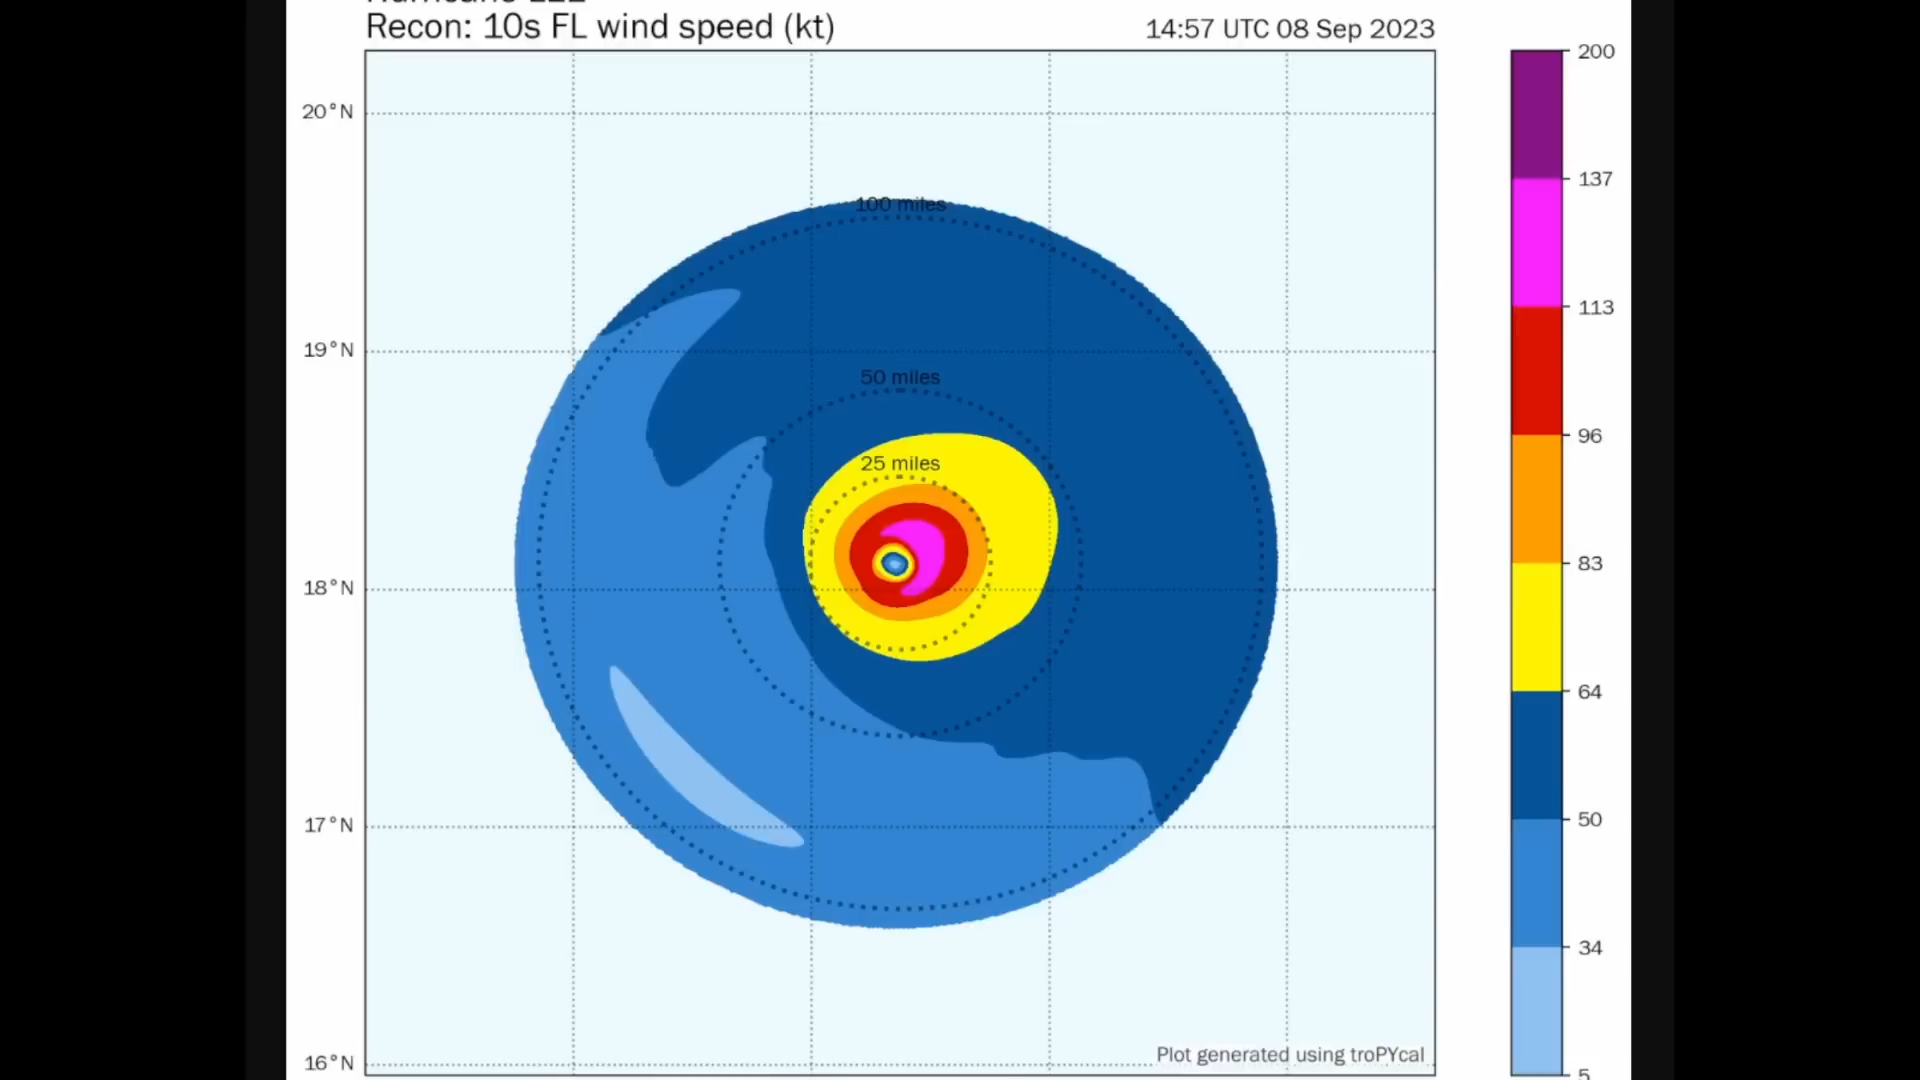 Recon: 10s FL wind speed (kt)
14:57 UTC 08 Sep 2023
200
20°N
137
100 miles
113
19°N
50 miles
96
25 miles
83
18°N
64
50
17°N
34
Plot generated using troPYcal
16°N
5